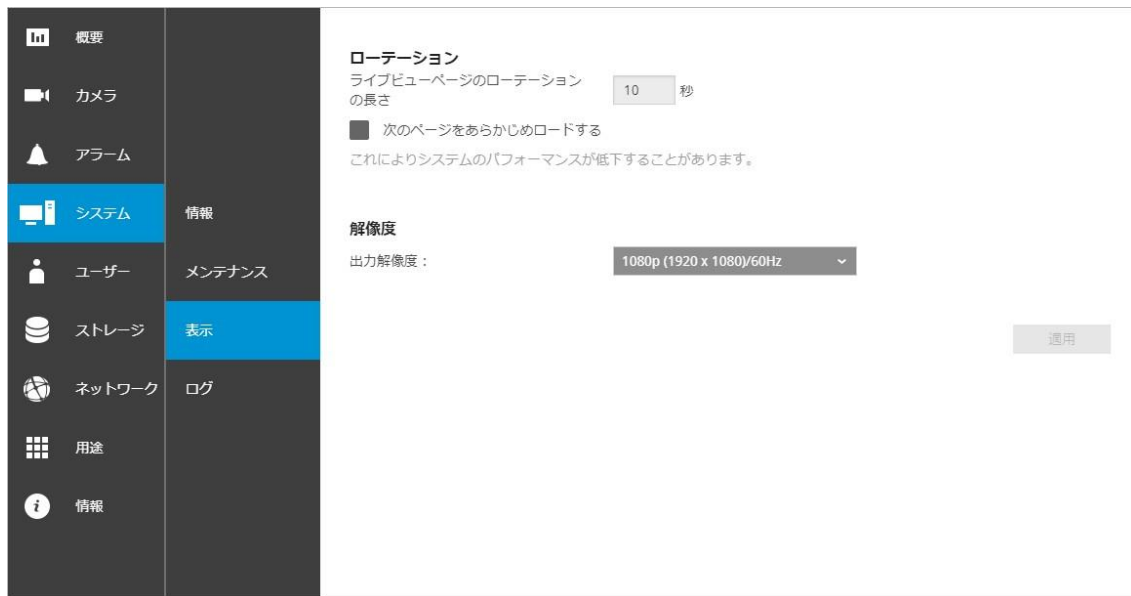 概要
カメラ
アラーム
システム
ユーザー
ストレージ
ネットワーク
用途
情報
情報
メンテナンス
表示
ログ
ローテーション
ライブビューページのローテーション
の長さ
10 秒
次のページをあらかじめロードする
これによりシステムのパフォーマンスが低下することがあります。
解像度
出力解像度：
1080p (1920 x 1080)/60Hz
適用